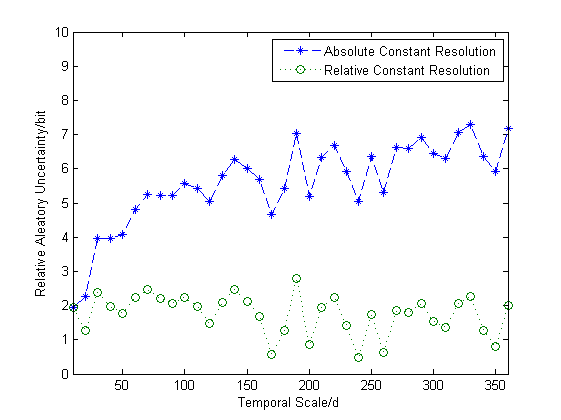 10
9
8
7
6
5
4
3
2
1
0
Relative Aleatory Uncertainty/bit
Absolute Constant Resolution
Relative Constant Resolution
50 100 150 200 250 300 350
Temporal Scale/d